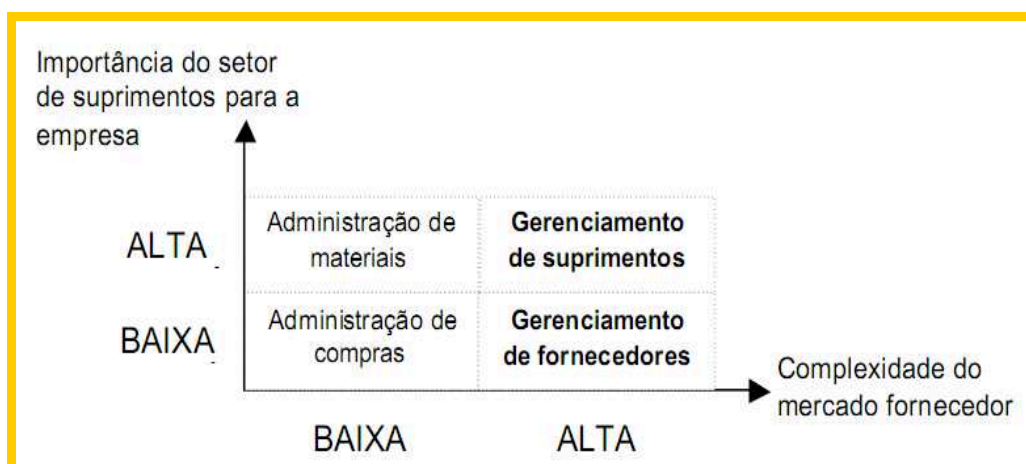 Importância do setor
de suprimentos para a
empresa
ALTA
Administração de
materiais
Gerenciamento
de suprimentos
BAIXA
Administração de
compras
Gerenciamento
de fornecedores
Complexidade do
mercado fornecedor
BAIXA
ALTA